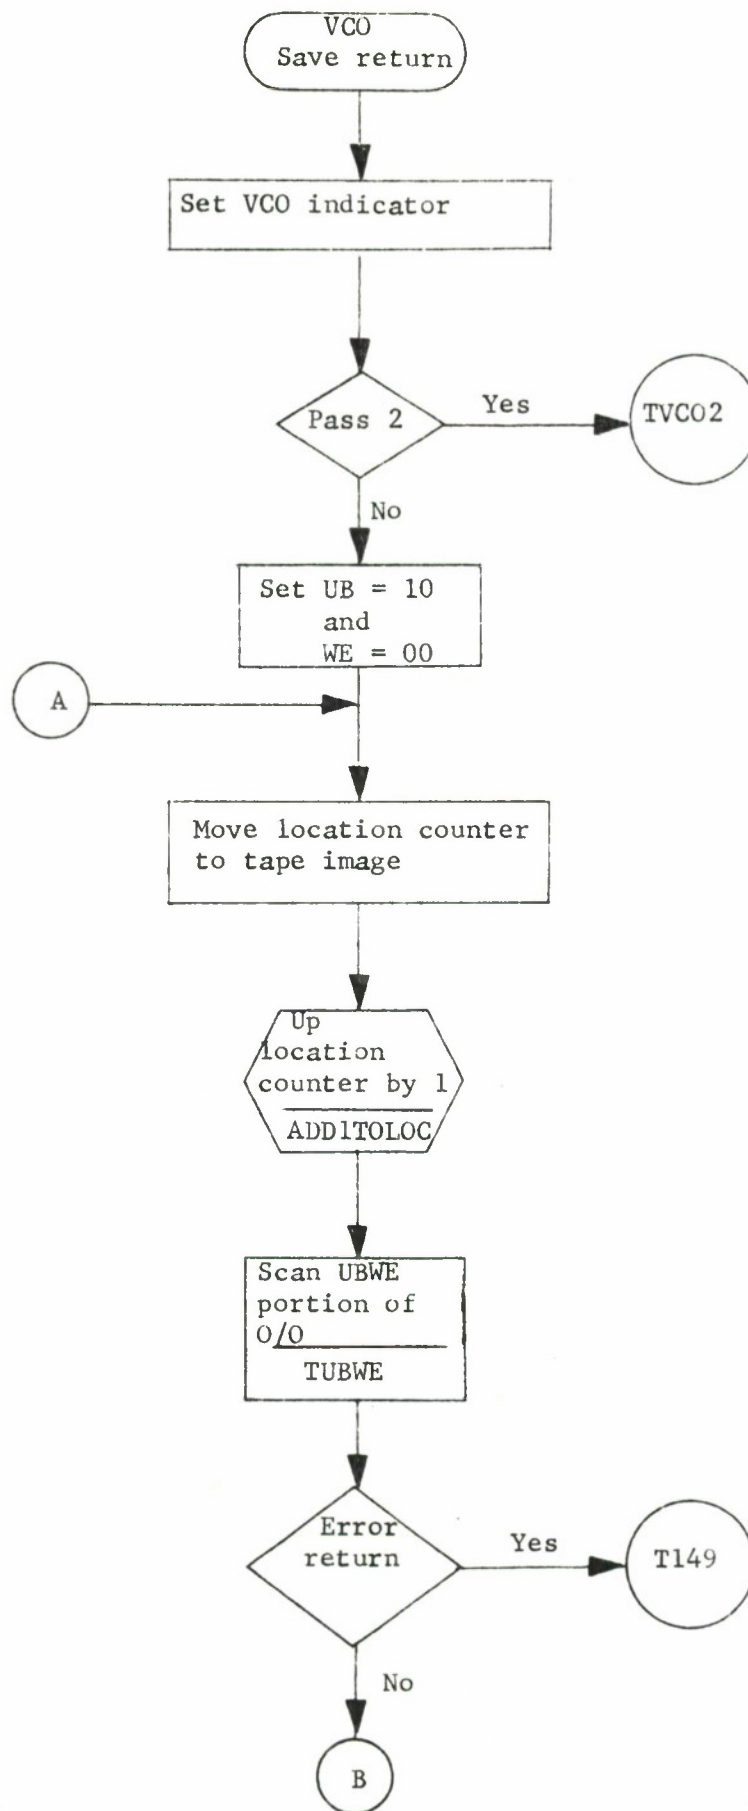 VCO
Save return
Set VCO indicator
Pass 2
Yes
TVCO2
No
Set UB = 10
and
WE = 00
A
Move location counter
to tape image
Up
location
counter by 1
ADD1TOLOC
Scan UBWE
portion of
O/O
TUBWE
Error
return
Yes
T149
No
B